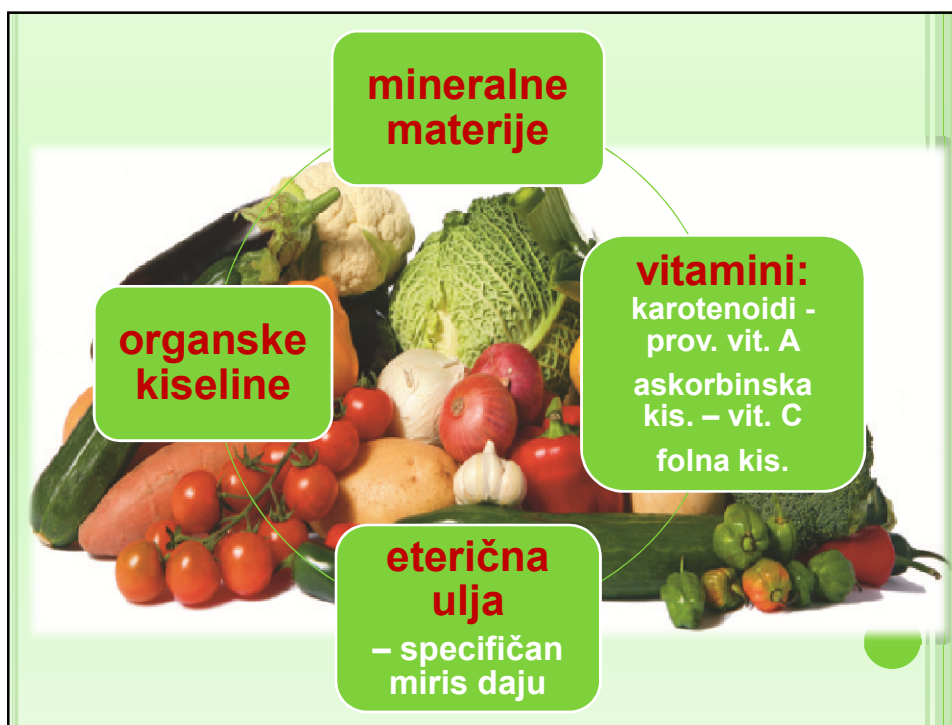 mineralne
materije
vitamini:
karotenoidi -
prov. vit. A
askorbinska
kis. – vit. C
folna kis.
organske
kiseline
eterična
ulja
– specifičan
miris daju